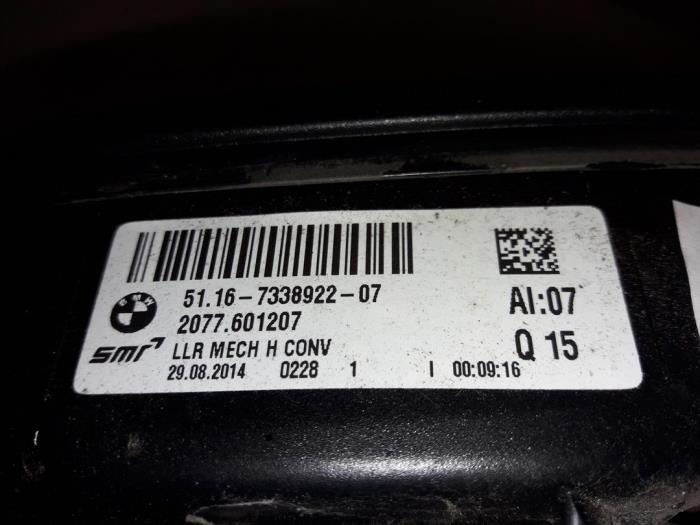 51.16-7338922-07
AI:07
BMW
2077.601207
smr
LLR MECH H CONV
Q 15
29.08.2014 0228 1 I 00:09:16